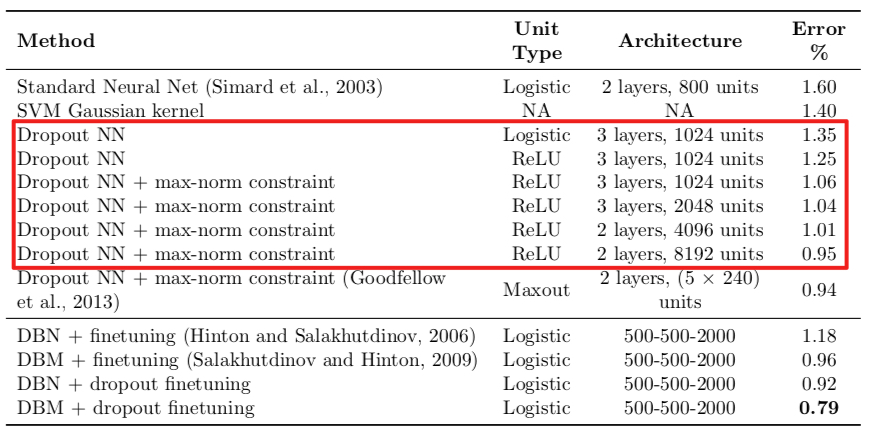 Method Unit Type Architecture Error %
Standard Neural Net (Simard et al., 2003) Logistic 2 layers, 800 units 1.60
SVM Gaussian kernel NA NA 1.40
Dropout NN Logistic 3 layers, 1024 units 1.35
Dropout NN ReLU 3 layers, 1024 units 1.25
Dropout NN + max-norm constraint ReLU 3 layers, 1024 units 1.06
Dropout NN + max-norm constraint ReLU 3 layers, 2048 units 1.04
Dropout NN + max-norm constraint ReLU 2 layers, 4096 units 1.01
Dropout NN + max-norm constraint ReLU 2 layers, 8192 units 0.95
Dropout NN + max-norm constraint (Goodfellow et al., 2013) Maxout 2 layers, (5 × 240) units 0.94
DBN + finetuning (Hinton and Salakhutdinov, 2006) Logistic 500-500-2000 1.18
DBM + finetuning (Salakhutdinov and Hinton, 2009) Logistic 500-500-2000 0.96
DBN + dropout finetuning Logistic 500-500-2000 0.92
DBM + dropout finetuning Logistic 500-500-2000 0.79